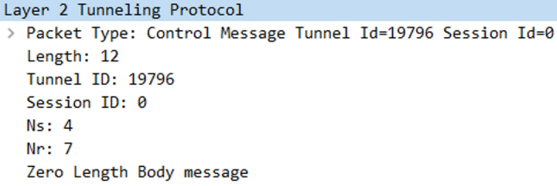 Layer 2 Tunneling Protocol
Packet Type: Control Message Tunnel Id=19796 Session Id=0
Length: 12
Tunnel ID: 19796
Session ID: 0
Ns: 4
Nr: 7
Zero Length Body message